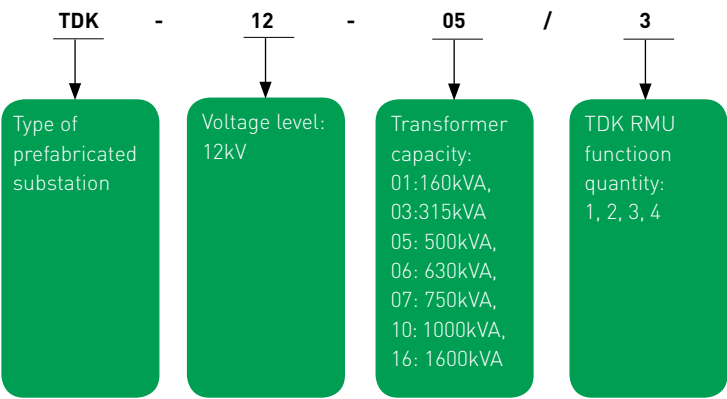 TDK - 12 - 05 / 3
Type of
prefabricated
substation
Voltage level:
12kV
Transformer
capacity:
01:160kVA,
03:315kVA
05: 500kVA,
06: 630kVA,
07: 750kVA,
10: 1000kVA,
16: 1600kVA
TDK RMU
functioon
quantity:
1, 2, 3, 4